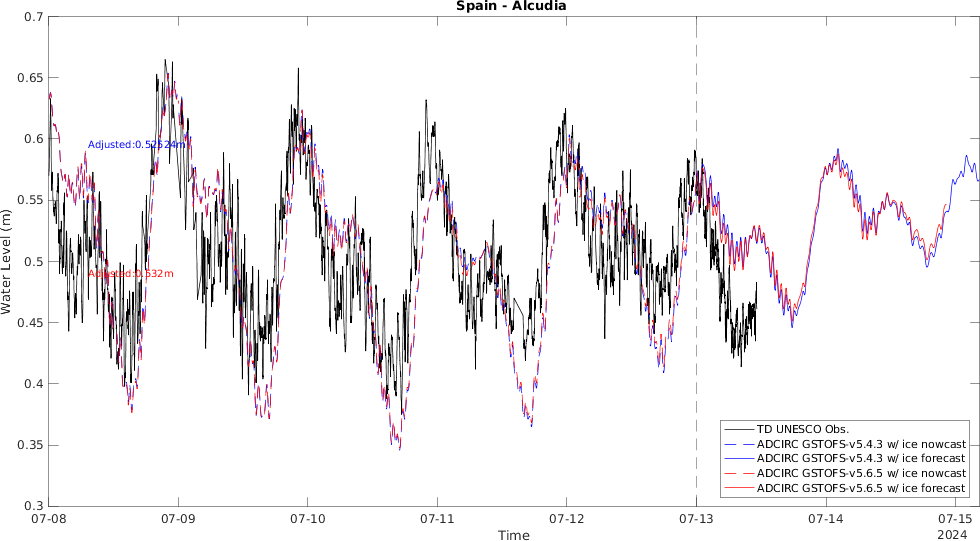 Spain - Alcudia
0.7
0.65
0.6
0.55
0.5
0.45
0.4
0.35
0.3
Water Level (m)
Adjusted:0.52524m
Adjusted:0.532m
TD UNESCO Obs.
ADCIRC GSTOFS-v5.4.3 w/ ice nowcast
ADCIRC GSTOFS-v5.4.3 w/ ice forecast
ADCIRC GSTOFS-v5.6.5 w/ ice nowcast
ADCIRC GSTOFS-v5.6.5 w/ ice forecast
07-08 07-09 07-10 07-11 07-12 07-13 07-14 07-15
Time
2024